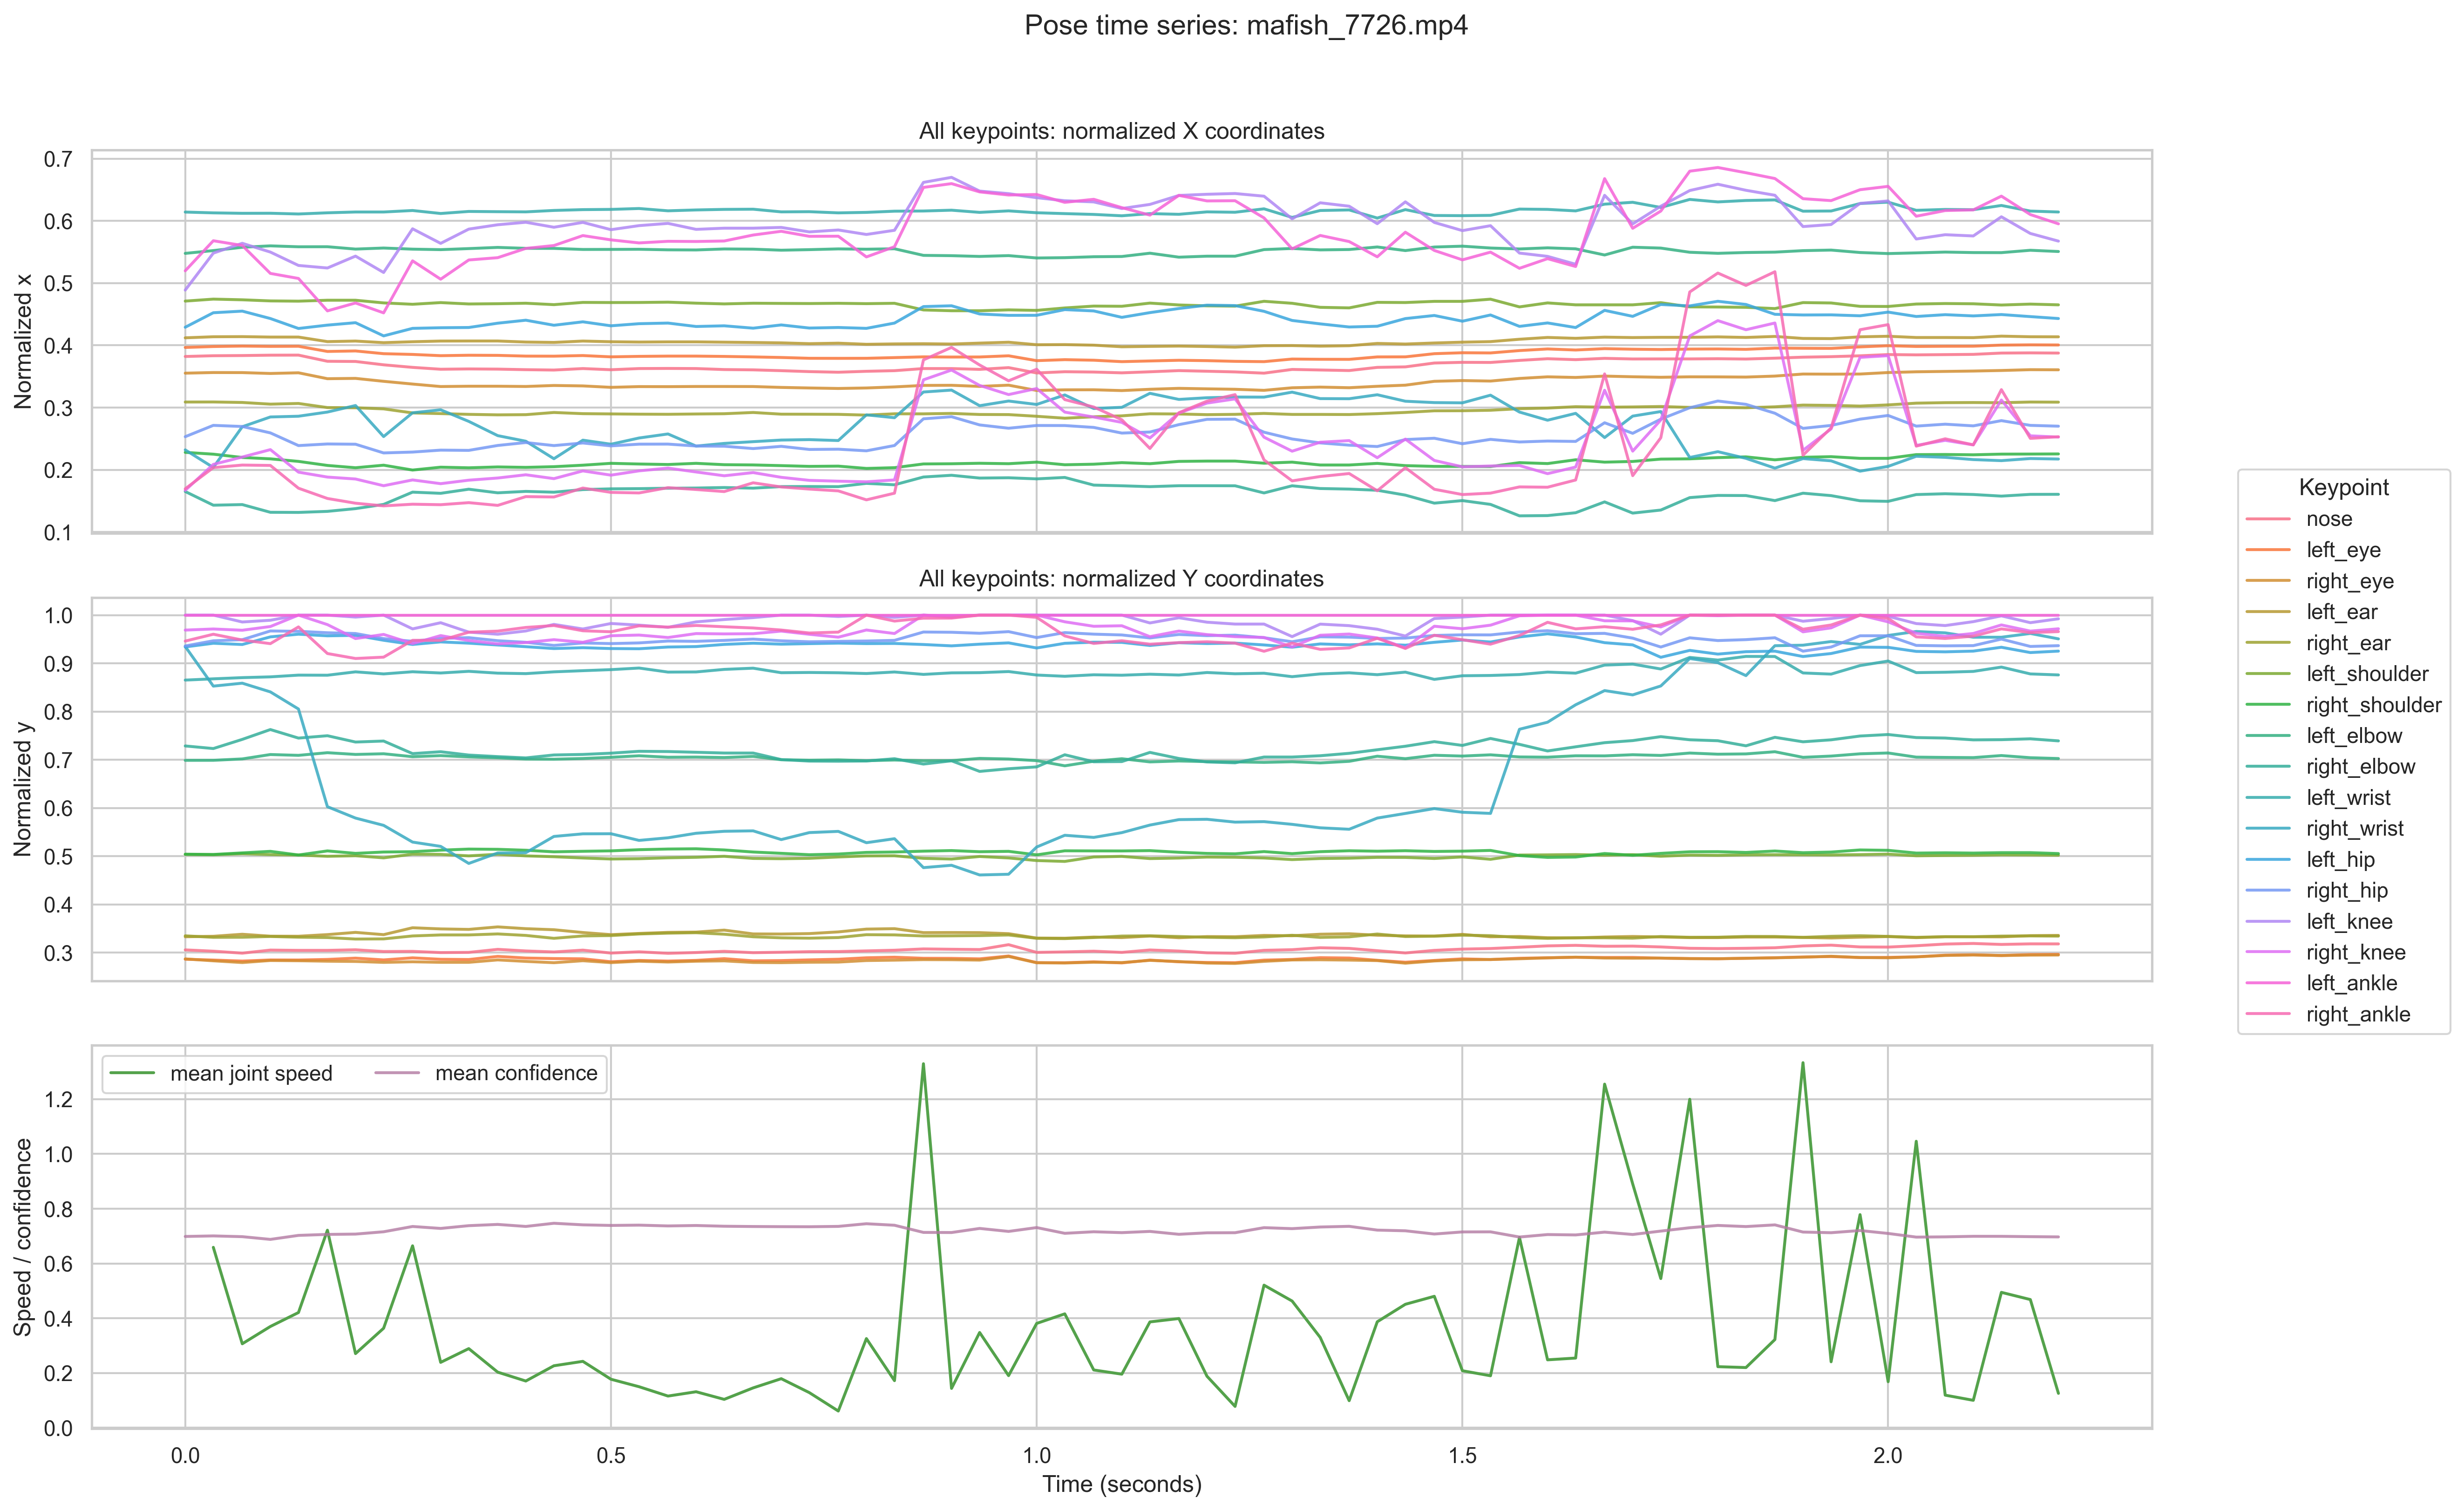 Pose time series: mafish_7726.mp4
All keypoints: normalized X coordinates
0.7
0.6
0.5
0.4
0.3
0.2
0.1
Normalized x
All keypoints: normalized Y coordinates
1.0
0.9
0.8
0.7
0.6
0.5
0.4
0.3
Normalized y
Keypoint
nose
left_eye
right_eye
left_ear
right_ear
left_shoulder
right_shoulder
left_elbow
right_elbow
left_wrist
right_wrist
left_hip
right_hip
left_knee
right_knee
left_ankle
right_ankle
mean joint speed mean confidence
1.2
1.0
0.8
0.6
0.4
0.2
0.0
Speed / confidence
0.0 0.5 1.0 1.5 2.0
Time (seconds)